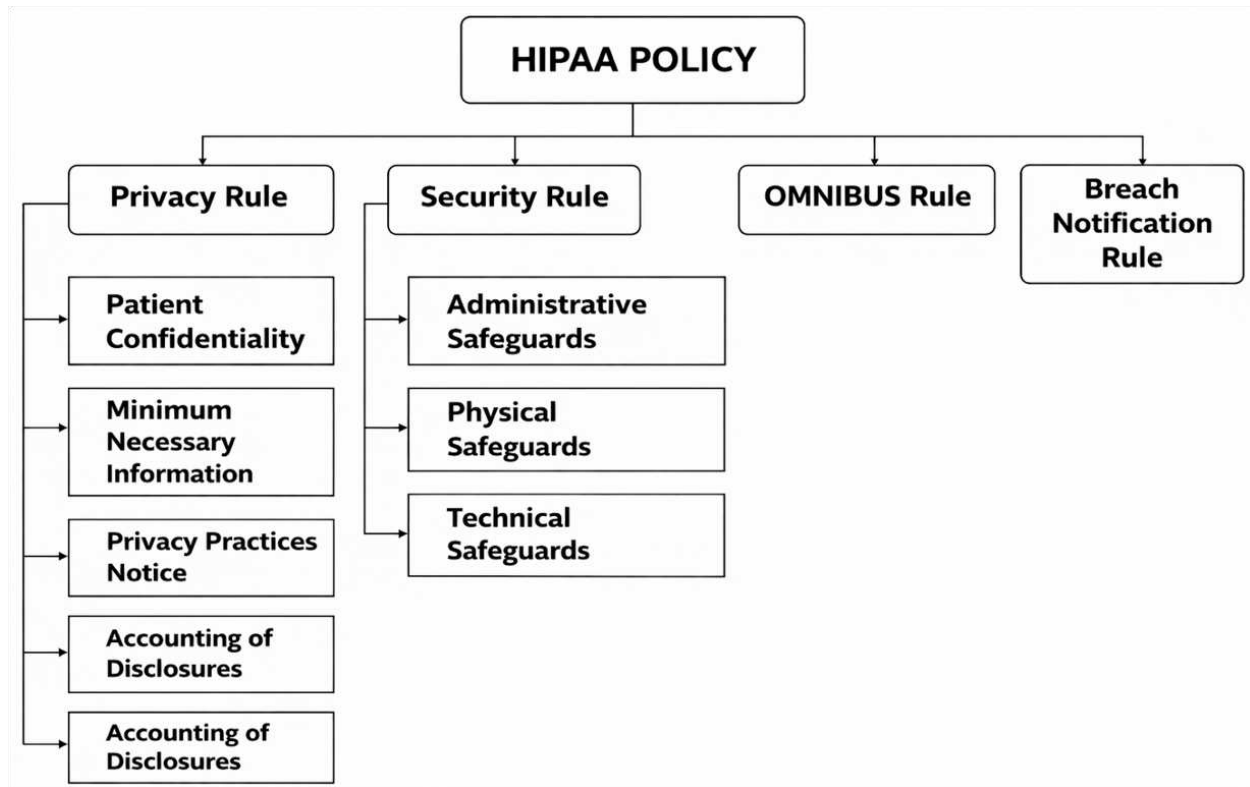 HIPAA POLICY
Privacy Rule
Security Rule
OMNIBUS Rule
Breach
Notification
Rule
Patient
Confidentiality
Minimum
Necessary
Information
Privacy Practices
Notice
Accounting of
Disclosures
Accounting of
Disclosures
Administrative
Safeguards
Physical
Safeguards
Technical
Safeguards